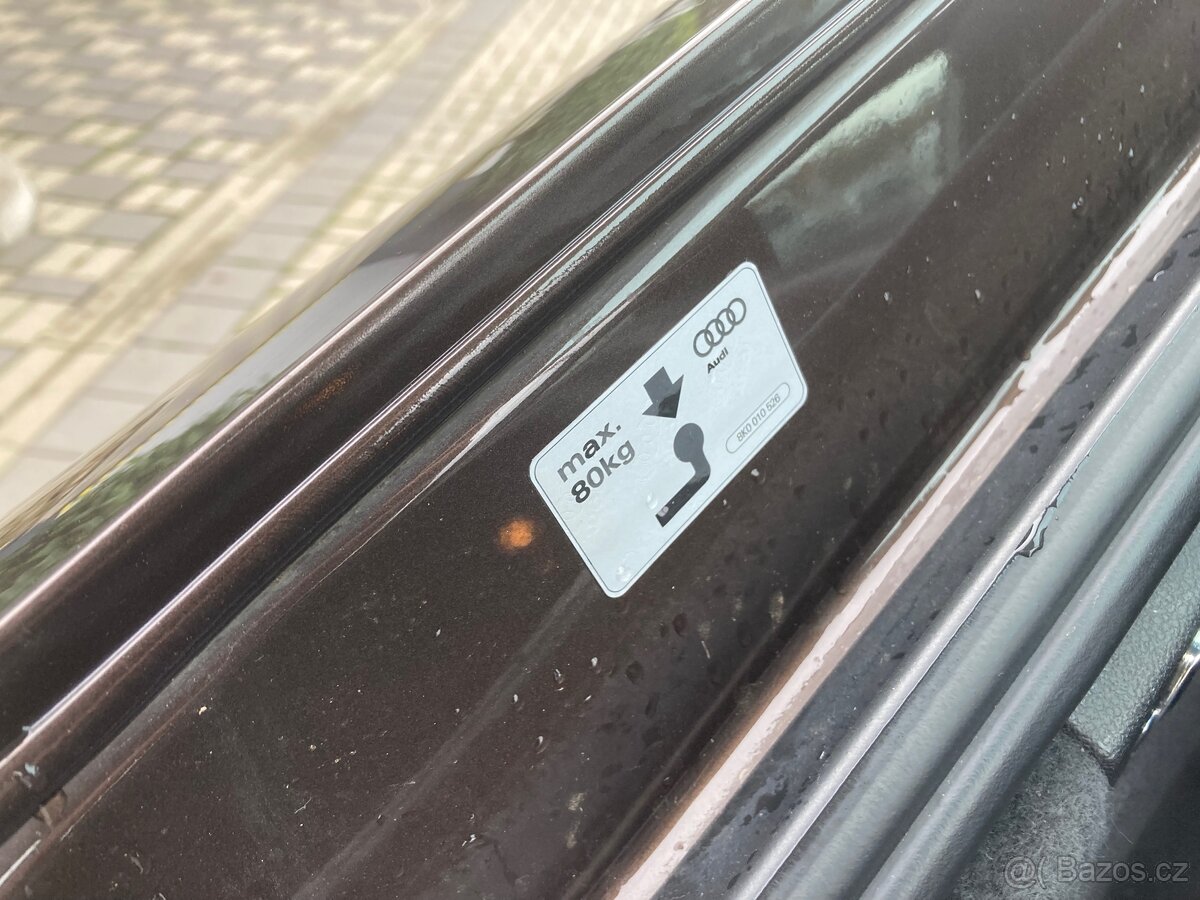 Audi
max.
80kg
8K0 010 526
@( Bazos.cz